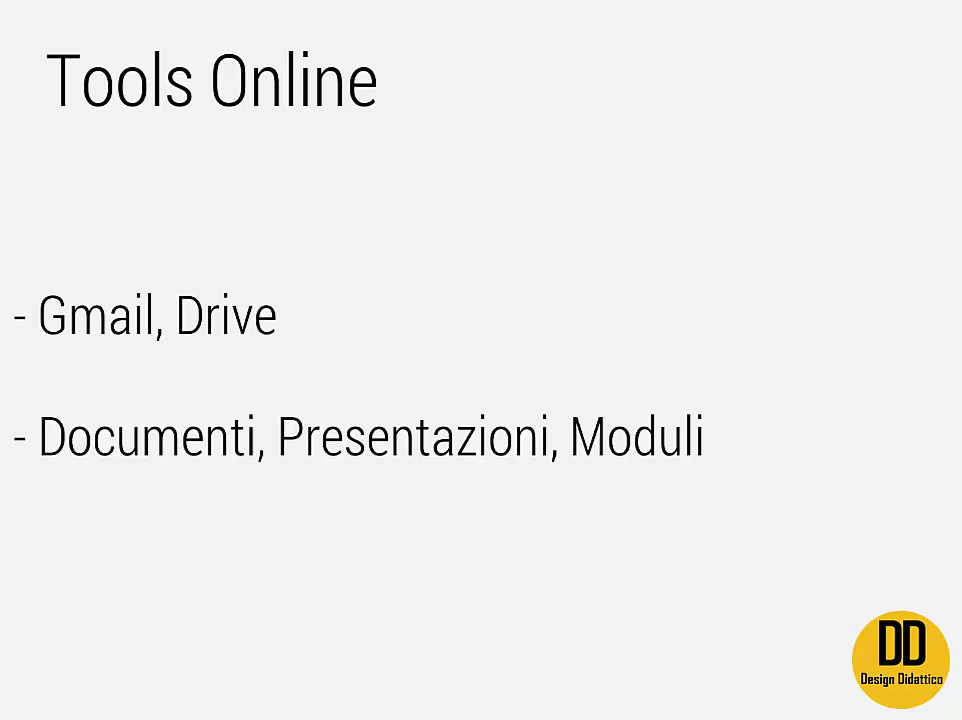 Tools Online
- Gmail, Drive
- Documenti, Presentazioni, Moduli
DD
Design Didattico